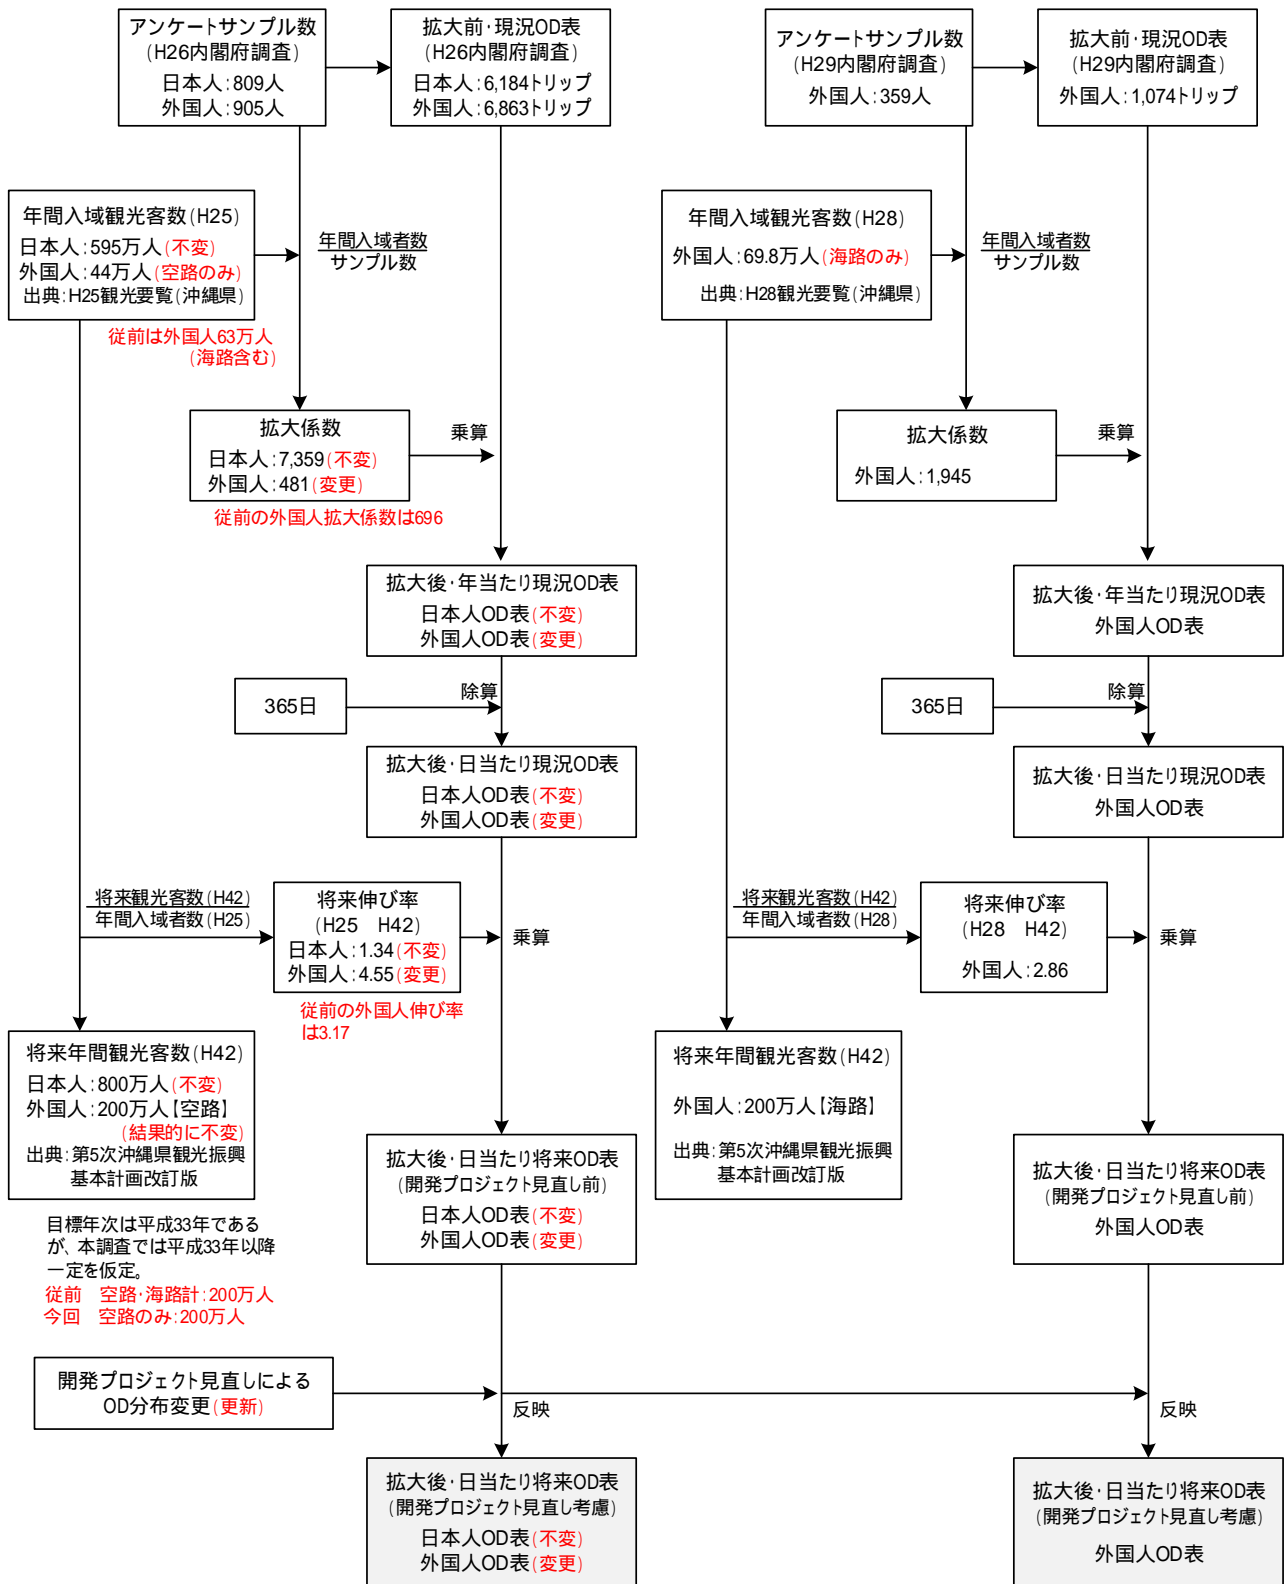 アンケートサンプル数
(H26内閣府調査)
日本人:809人
外国人:905人
拡大前・現況OD表
(H26内閣府調査)
日本人:6,184トリップ
外国人:6,863トリップ
年間入域観光客数(H25)
日本人:595万人(不変)
外国人:44万人(空路のみ)
出典:H25観光要覧(沖縄県)
年間入域者数
サンプル数
従前は外国人63万人
(海路含む)
拡大係数
日本人:7,359(不変)
外国人:481(変更)
乗算
従前の外国人拡大係数は696
拡大後・年当たり現況OD表
日本人OD表(不変)
外国人OD表(変更)
365日
除算
拡大後・日当たり現況OD表
日本人OD表(不変)
外国人OD表(変更)
将来観光客数(H42)
年間入域者数(H25)
将来伸び率
(H25 H42)
日本人:1.34(不変)
外国人:4.55(変更)
乗算
従前の外国人伸び率
は3.17
将来年間観光客数(H42)
日本人:800万人(不変)
外国人:200万人【空路】
(結果的に不変)
出典:第5次沖縄県観光振興
基本計画改訂版
目標年次は平成33年である
が、本調査では平成33年以降
一定を仮定。
従前 空路・海路計:200万人
今回 空路のみ:200万人
拡大後・日当たり将来OD表
(開発プロジェクト見直し前)
日本人OD表(不変)
外国人OD表(変更)
開発プロジェクト見直しによる
OD分布変更(更新)
反映
拡大後・日当たり将来OD表
(開発プロジェクト見直し考慮)
日本人OD表(不変)
外国人OD表(変更)
アンケートサンプル数
(H29内閣府調査)
外国人:359人
拡大前・現況OD表
(H29内閣府調査)
外国人:1,074トリップ
年間入域観光客数(H28)
外国人:69.8万人(海路のみ)
出典:H28観光要覧(沖縄県)
年間入域者数
サンプル数
拡大係数
外国人:1,945
乗算
拡大後・年当たり現況OD表
外国人OD表
365日
除算
拡大後・日当たり現況OD表
外国人OD表
将来観光客数(H42)
年間入域者数(H28)
将来伸び率
(H28 H42)
外国人:2.86
乗算
将来年間観光客数(H42)
外国人:200万人【海路】
出典:第5次沖縄県観光振興
基本計画改訂版
拡大後・日当たり将来OD表
(開発プロジェクト見直し前)
外国人OD表
反映
拡大後・日当たり将来OD表
(開発プロジェクト見直し考慮)
外国人OD表